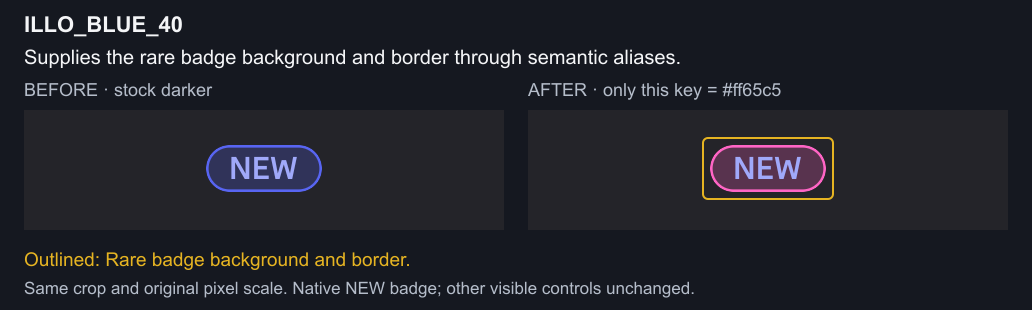 ILLO_BLUE_40
Supplies the rare badge background and border through semantic aliases.
BEFORE · stock darker
AFTER · only this key = #ff65c5
NEW
NEW
Outlined: Rare badge background and border.
Same crop and original pixel scale. Native NEW badge; other visible controls unchanged.